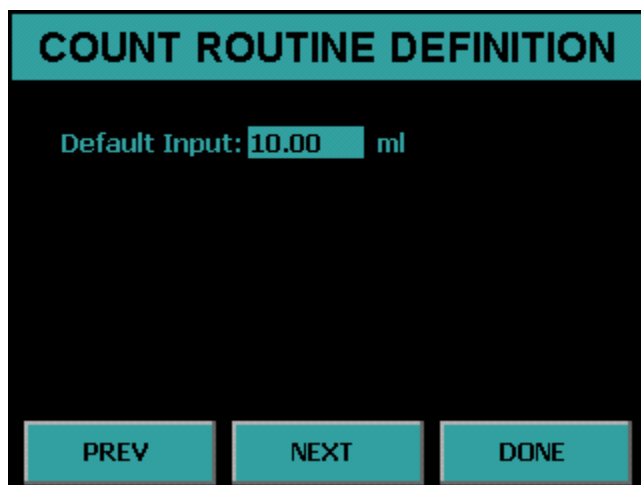 COUNT ROUTINE DEFINITION
Default Input: 10.00 ml
PREV NEXT DONE